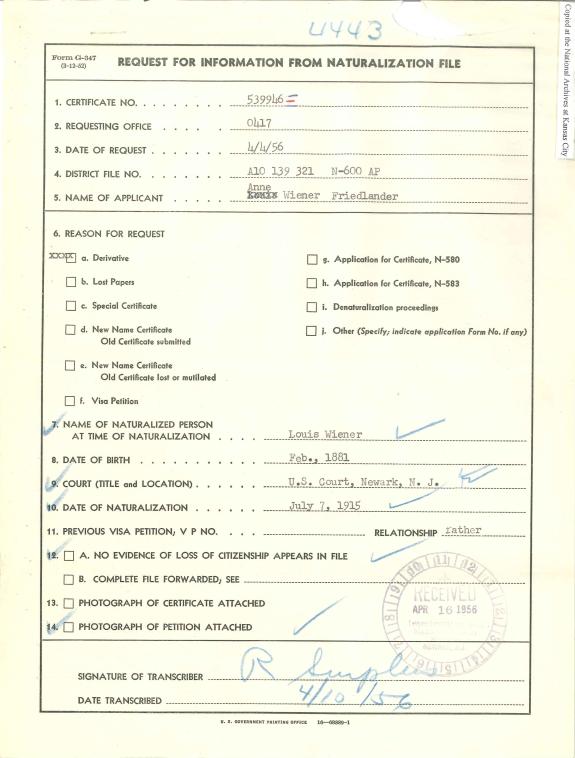 4443
Copied at the National Archives at Kansas City
Form G-347
(3-12-52)
REQUEST FOR INFORMATION FROM NATURALIZATION FILE
1. CERTIFICATE NO. 539946
2. REQUESTING OFFICE 0417
3. DATE OF REQUEST 4/4/56
4. DISTRICT FILE NO. A10 139 321 N-600 AP
Anne
5. NAME OF APPLICANT Wiener Friedlander
6. REASON FOR REQUEST
XXXX a. Derivative
b. Lost Papers
c. Special Certificate
d. New Name Certificate
Old Certificate submitted
e. New Name Certificate
Old Certificate lost or mutilated
f. Visa Petition
g. Application for Certificate, N-580
h. Application for Certificate, N-583
i. Denaturalization proceedings
j. Other (Specify; indicate application Form No. if any)
7. NAME OF NATURALIZED PERSON
AT TIME OF NATURALIZATION Louis Wiener
8. DATE OF BIRTH Feb., 1881
9. COURT (TITLE and LOCATION) U.S. Court, Newark, N. J.
10. DATE OF NATURALIZATION July 7, 1915
11. PREVIOUS VISA PETITION; V P NO. RELATIONSHIP father
12. A. NO EVIDENCE OF LOSS OF CITIZENSHIP APPEARS IN FILE
B. COMPLETE FILE FORWARDED; SEE
13. PHOTOGRAPH OF CERTIFICATE ATTACHED
14. PHOTOGRAPH OF PETITION ATTACHED
RECEIVED
APR 16 1956
SIGNATURE OF TRANSCRIBER R Surplus
DATE TRANSCRIBED 4/10/56
U. S. GOVERNMENT PRINTING OFFICE 16—68889-1